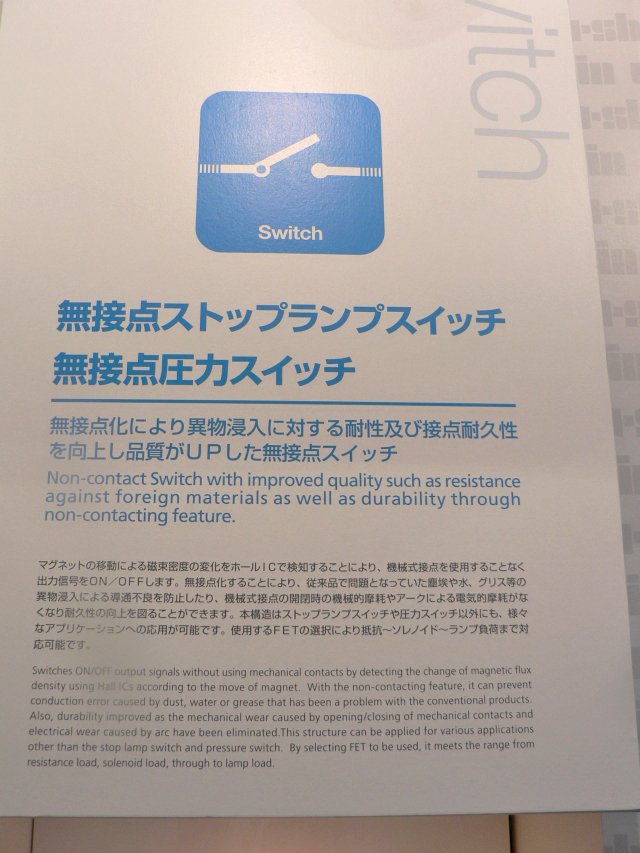 witch
Switch
無接点ストップランプスイッチ
無接点圧力スイッチ
無接点化により異物浸入に対する耐性及び接点耐久性
を向上し品質がUPした無接点スイッチ
Non-contact Switch with improved quality such as resistance
against foreign materials as well as durability through
non-contacting feature.
マグネットの移動による磁束密度の変化をホールICで検知することにより、機械式接点を使用することなく
出力信号をON／OFFします。無接点化することにより、従来品で問題となっていた塵埃や水、グリス等の
異物浸入による導通不良を防止したり、機械式接点の開閉時の機械的摩耗やアークによる電気的摩耗がな
くなり耐久性の向上を図ることができます。本構造はストップランプスイッチや圧力スイッチ以外にも、様々
なアプリケーションへの応用が可能です。使用するFETの選択により抵抗～ソレノイド～ランプ負荷まで対
応可能です。
Switches ON/OFF output signals without using mechanical contacts by detecting the change of magnetic flux
density using Hall ICs according to the move of magnet. With the non-contacting feature, it can prevent
conduction error caused by dust, water or grease that has been a problem with the conventional products.
Also, durability improved as the mechanical wear caused by opening/closing of mechanical contacts and
electrical wear caused by arc have been eliminated.This structure can be applied for various applications
other than the stop lamp switch and pressure switch. By selecting FET to be used, it meets the range from
resistance load, solenoid load, through to lamp load.